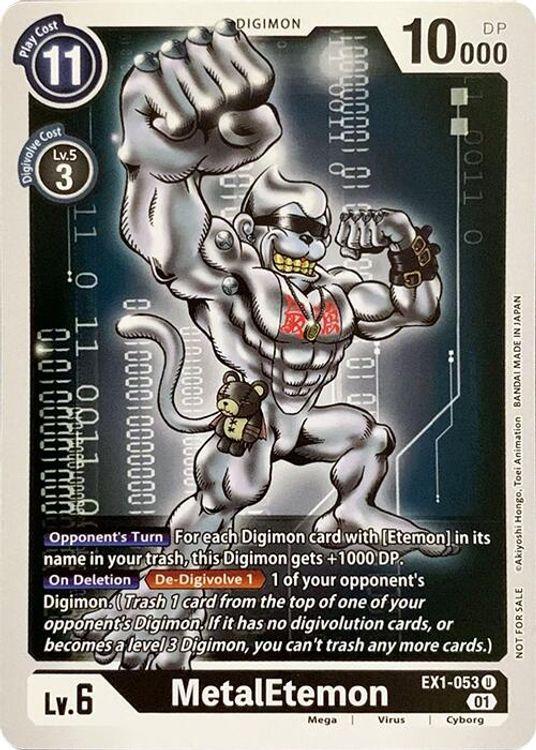 DIGIMON
Play Cost
11
DP
10000
Digivolve Cost
Lv.5
3
Opponent's Turn For each Digimon card with [Etemon] in its
name in your trash, this Digimon gets +1000 DP.
On Deletion De-Digivolve 1 1 of your opponent's
Digimon. (Trash 1 card from the top of one of your
opponent's Digimon. If it has no digivolution cards, or
becomes a level 3 Digimon, you can't trash any more cards.)
NOT FOR SALE ©Akiyoshi Hongo, Toei Animation BANDAI MADE IN JAPAN
EX1-053 U
Lv.6
MetalEtemon
01
Mega Virus Cyborg